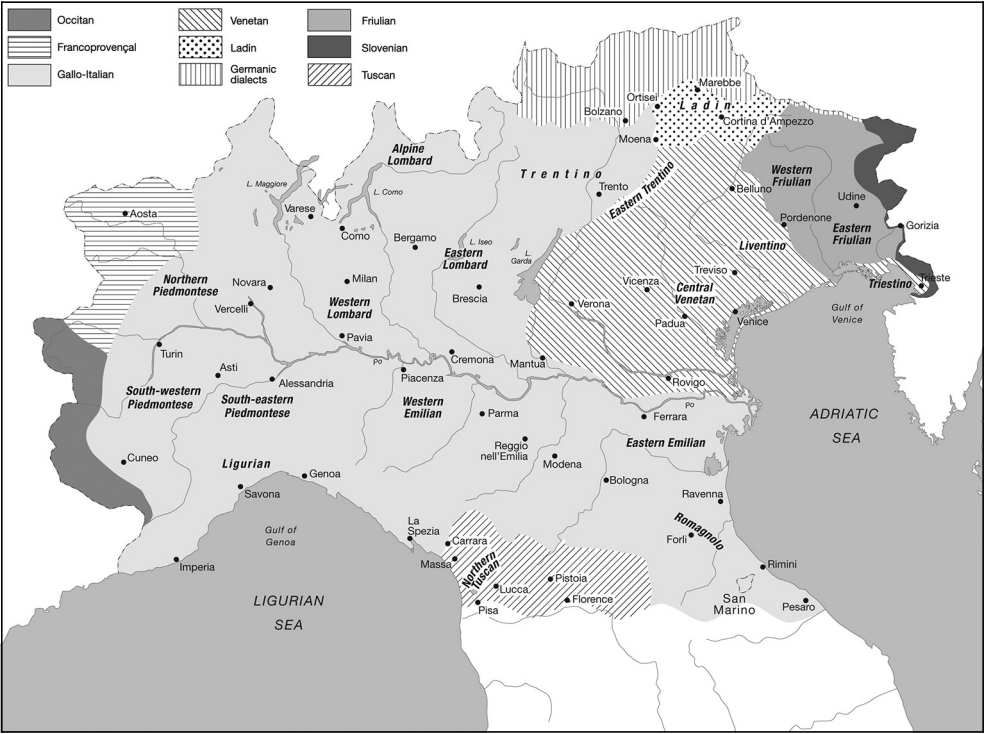 Occitan
Venetan
Friulian
Francoprovençal
Ladin
Slovenian
Gallo-Italian
Germanic
dialects
Tuscan
Marebbe
Ortisei
Ladin
Bolzano
Cortina d'Ampezzo
Moena
Alpine
Lombard
Trentino
Western
Friulian
L. Maggiore
L. Como
Trento
Eastern Trentino
Belluno
Udine
Aosta
Varese
Pordenone
Gorizia
Como
Bergamo
L. Iseo
Eastern
Friulian
Eastern
Lombard
L.
Garda
Liventino
Northern
Piedmontese
Novara
Milan
Treviso
Triestino
Trieste
Vicenza
Central
Venetan
Brescia
Vercelli
Western
Lombard
Verona
Padua
Venice
Gulf of
Venice
Pavia
Turin
Po
Cremona
Mantua
Asti
Alessandria
Piacenza
Rovigo
South-western
Piedmontese
South-eastern
Piedmontese
Western
Emilian
Parma
Po
Ferrara
ADRIATIC
SEA
Reggio
nell'Emilia
Eastern Emilian
Cuneo
Ligurian
Genoa
Modena
Savona
Bologna
Ravenna
Gulf of
Genoa
La
Spezia
Romagnolo
Forli
Carrara
Massa
Imperia
Northern
Tuscan
Rimini
Pistoia
Lucca
LIGURIAN
SEA
Pisa
Florence
San
Marino
Pesaro